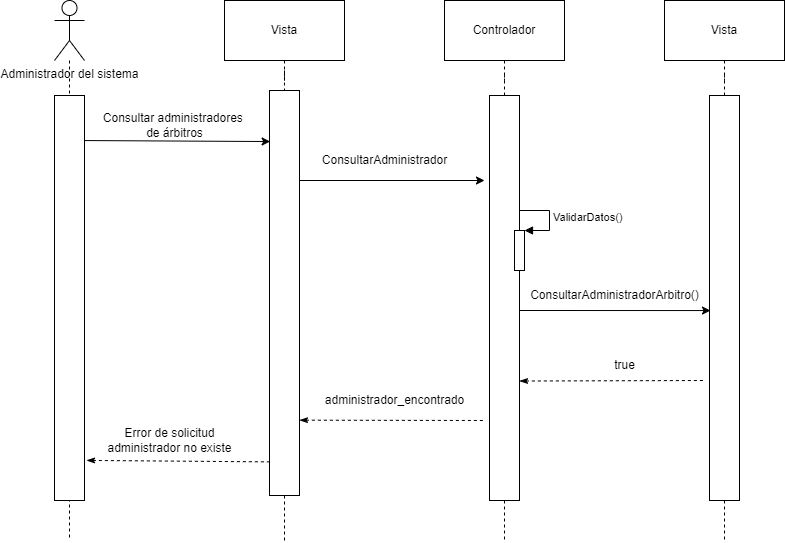 Vista
Controlador
Vista
Administrador del sistema
Consultar administradores
de árbitros
ConsultarAdministrador
ValidarDatos()
ConsultarAdministradorArbitro()
true
administrador_encontrado
Error de solicitud
administrador no existe